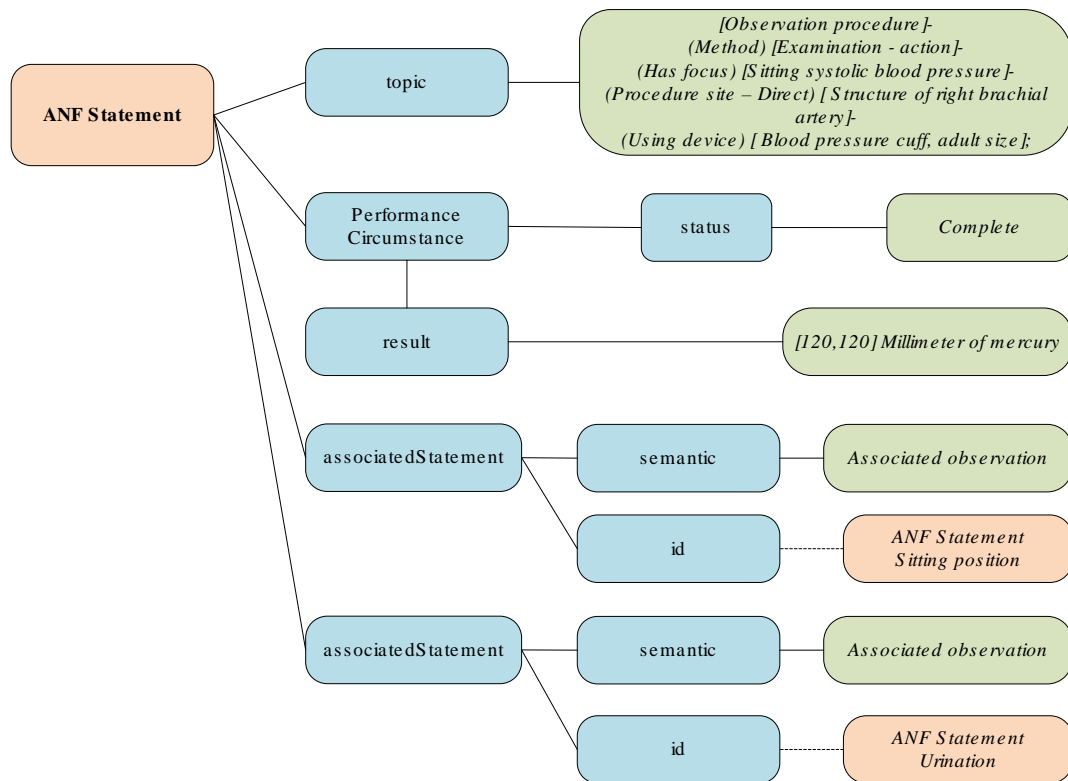 [Observation procedure]-
(Method) [Examination - action]-
(Has focus) [Sitting systolic blood pressure]-
(Procedure site – Direct) [ Structure of right brachial
artery]-
(Using device) [ Blood pressure cuff, adult size];
topic
ANF Statement
Performance
Circumstance
status
Complete
result
[120,120] Millimeter of mercury
associatedStatement
semantic
Associated observation
id
ANF Statement
Sitting position
associatedStatement
semantic
Associated observation
id
ANF Statement
Urination